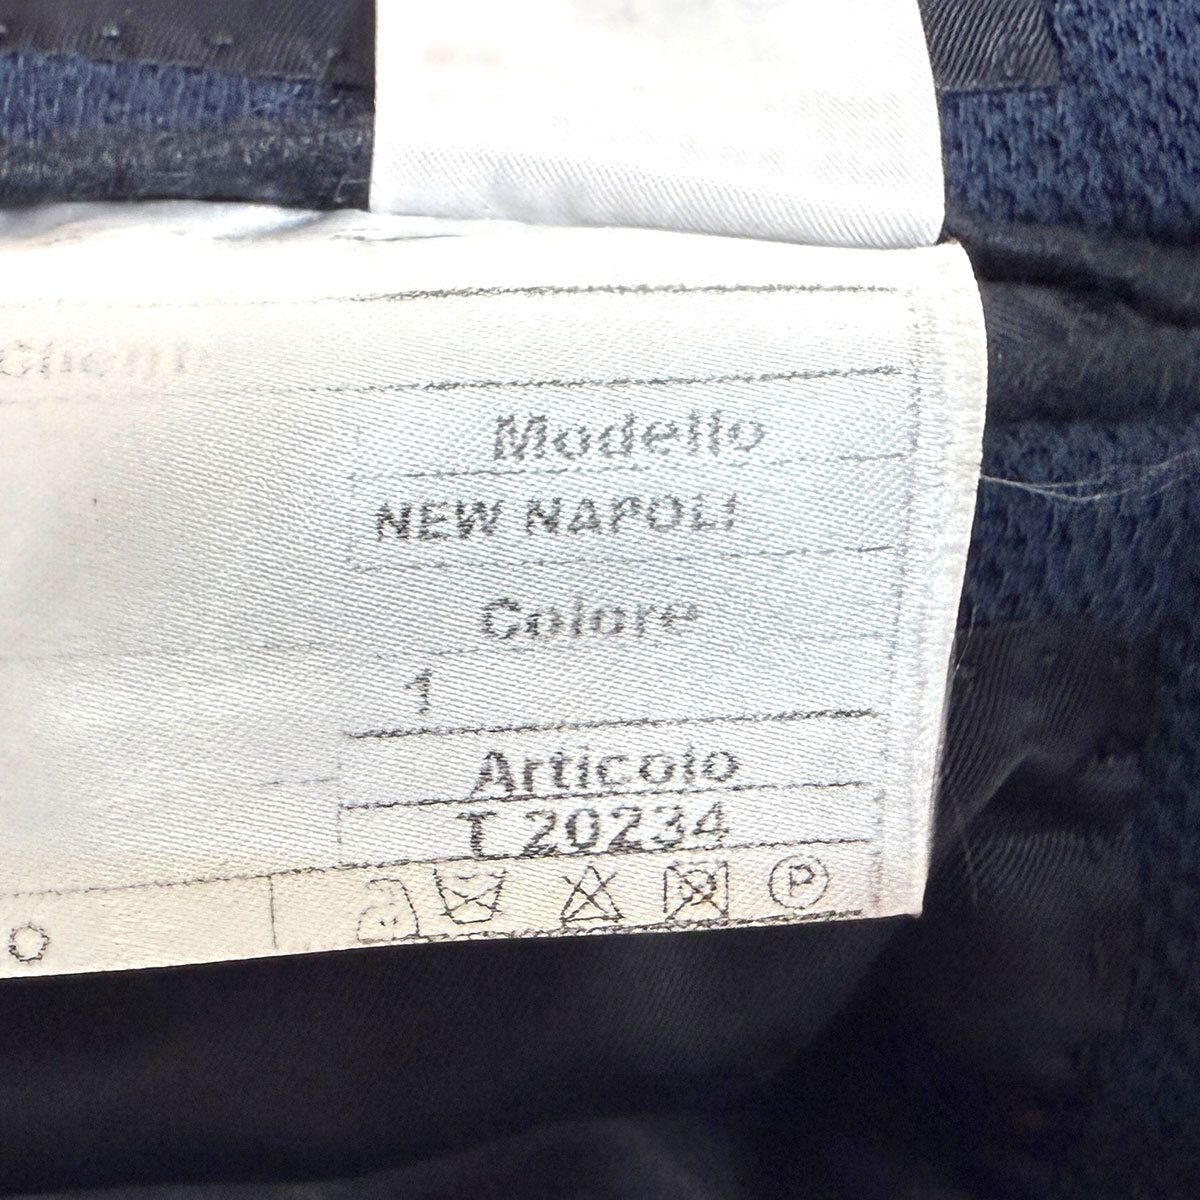 Modello
NEW NAPOLI
Colore
1
Articolo
T 20234
P